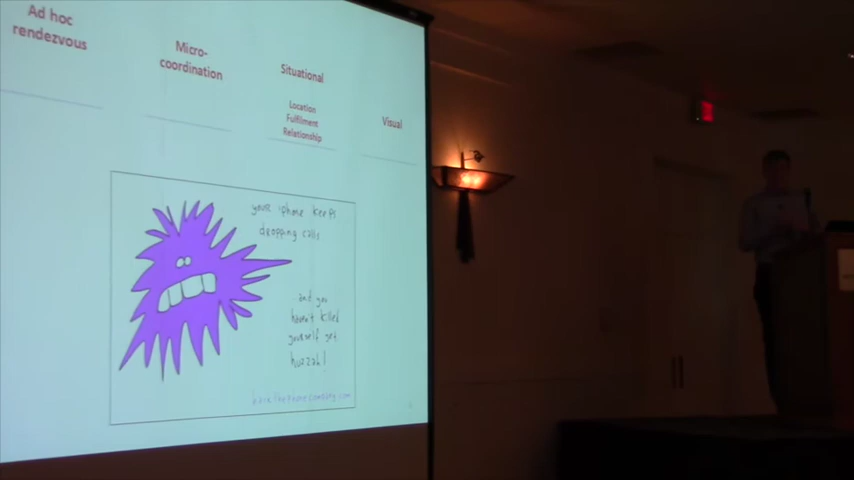 Ad hoc
rendezvous
Micro-
coordination
Situational
Location
Fulfilment
Relationship
Visual
your iphone keeps
dropping calls
and you
haven't killed
yourself yet
huzzah!